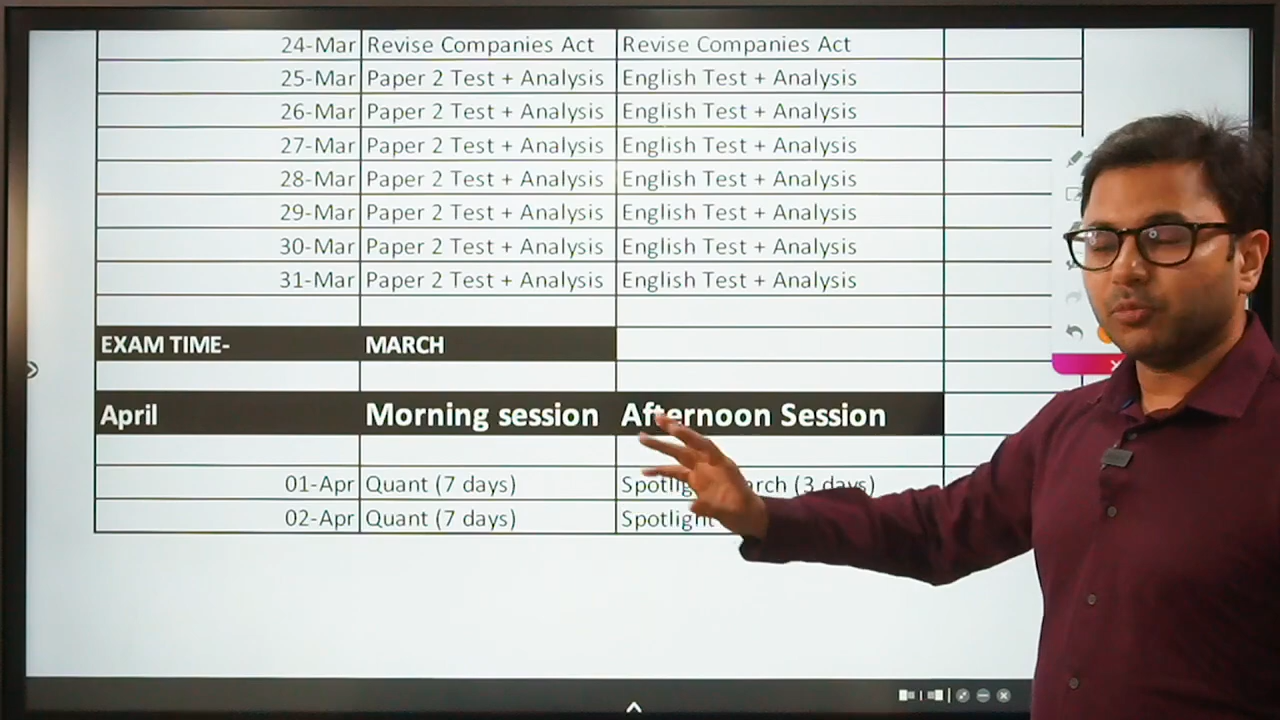 24-Mar Revise Companies Act Revise Companies Act
25-Mar Paper 2 Test + Analysis English Test + Analysis
26-Mar Paper 2 Test + Analysis English Test + Analysis
27-Mar Paper 2 Test + Analysis English Test + Analysis
28-Mar Paper 2 Test + Analysis English Test + Analysis
29-Mar Paper 2 Test + Analysis English Test + Analysis
30-Mar Paper 2 Test + Analysis English Test + Analysis
31-Mar Paper 2 Test + Analysis English Test + Analysis
EXAM TIME- MARCH
April Morning session Afternoon Session
01-Apr Quant (7 days) (3 days)
02-Apr Quant (7 days) Spotlight